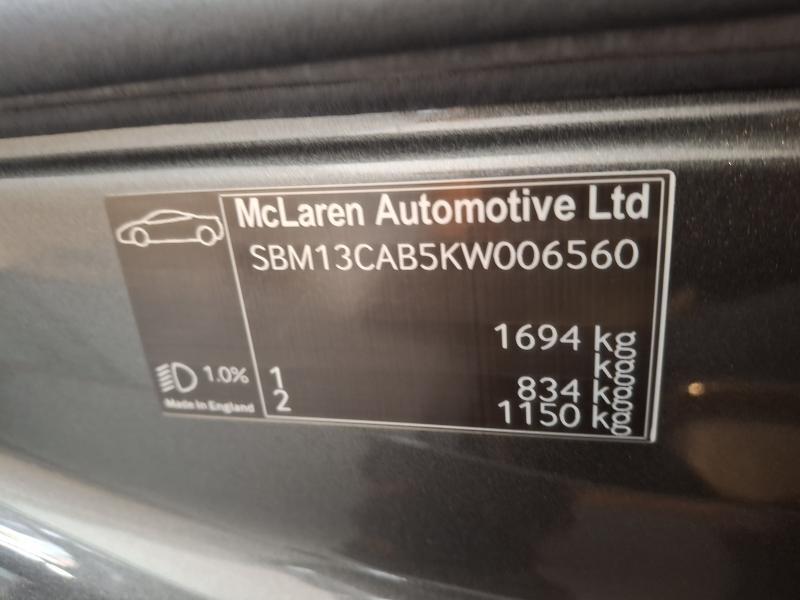 McLaren Automotive Ltd
SBM13CAB5KW006560
1694 kg
kg
1.0% 1 834 kg
2 1150 kg
Made In England